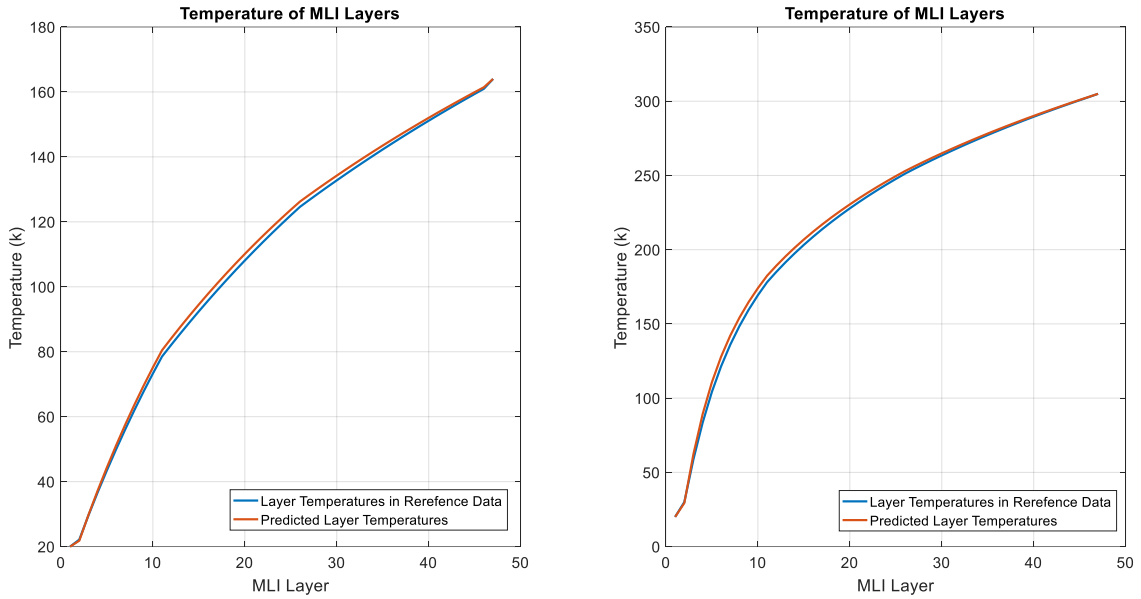 Temperature of MLI Layers
180
160
140
120
100
80
60
40
20
Temperature (k)
0
10
20
30
40
50
MLI Layer
Layer Temperatures in Rerefence Data
Predicted Layer Temperatures
Temperature of MLI Layers
350
300
250
200
150
100
50
0
Temperature (k)
0
10
20
30
40
50
MLI Layer
Layer Temperatures in Rerefence Data
Predicted Layer Temperatures